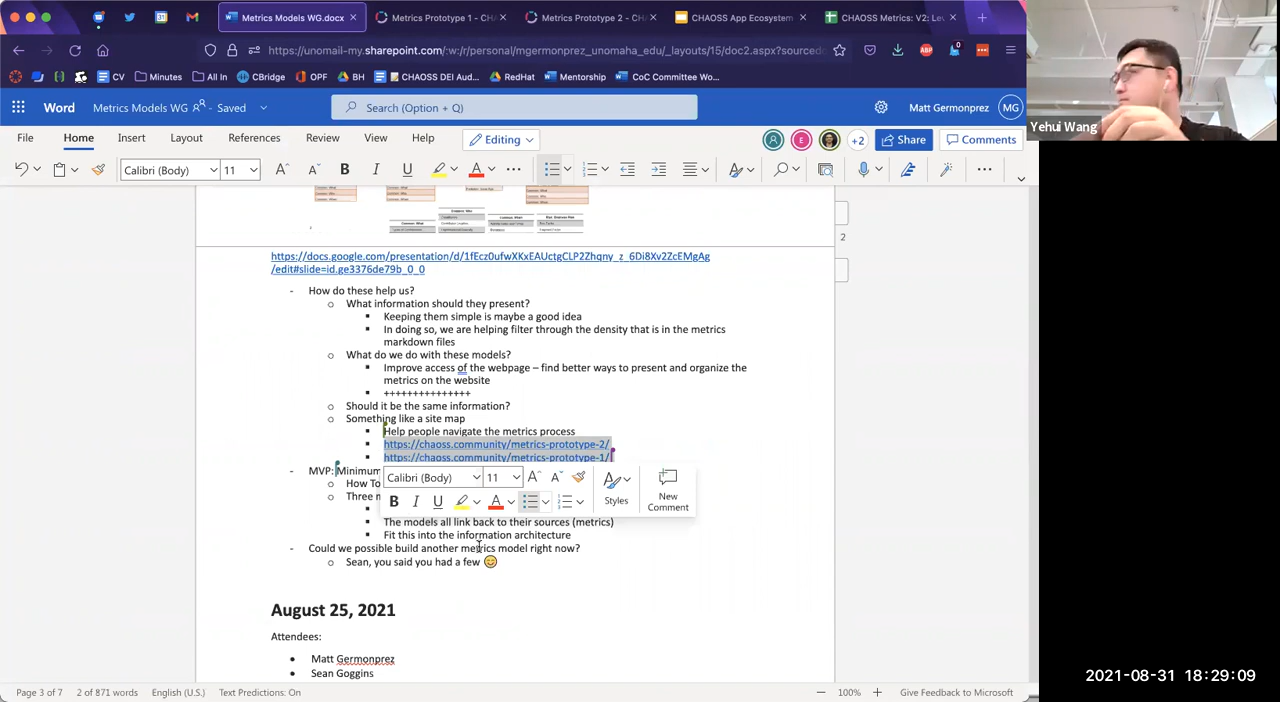 Metrics Models WG.docx
Metrics Prototype 1 - CHA
Metrics Prototype 2 - CHA
CHAOSS App Ecosystem
CHAOSS Metrics: V2: Lev
https://unomail-my.sharepoint.com/:w:/r/personal/mgermonprez_unomaha_edu/_layouts/15/doc2.aspx?sourced
CV
Minutes
All In
CBridge
OPF
BH
CHAOSS DEI Aud...
RedHat
Mentorship
CoC Committee Wo...
Yehui Wang
Word
Metrics Models WG
- Saved
Search (Option + Q)
Matt Germonprez
MG
File
Home
Insert
Layout
References
Review
View
Help
Editing
E
+2
Share
Comments
Calibri (Body)
11
2
https://docs.google.com/presentation/d/1fEcz0ufwXKxEAUctgCLP2Zhqny_z_6Di8Xv2ZcEMgAg
/edit#slide=id.ge3376de79b_0_0
- How do these help us?
o What information should they present?
▪ Keeping them simple is maybe a good idea
▪ In doing so, we are helping filter through the density that is in the metrics
markdown files
o What do we do with these models?
▪ Improve access of the webpage – find better ways to present and organize the
metrics on the website
▪ +++++++++++++++
o Should it be the same information?
o Something like a site map
▪ Help people navigate the metrics process
▪ https://chaoss.community/metrics-prototype-2/
▪ https://chaoss.community/metrics-prototype-1/
- MVP: Minimum
o How To
o Three m
Calibri (Body)
11
Styles
New
Comment
▪ The models all link back to their sources (metrics)
▪ Fit this into the information architecture
- Could we possible build another metrics model right now?
o Sean, you said you had a few 😊
August 25, 2021
Attendees:
• Matt Germonprez
• Sean Goggins
2021-08-31 18:29:09
Page 3 of 7
2 of 871 words
English (U.S.)
Text Predictions: On
100%
Give Feedback to Microsoft